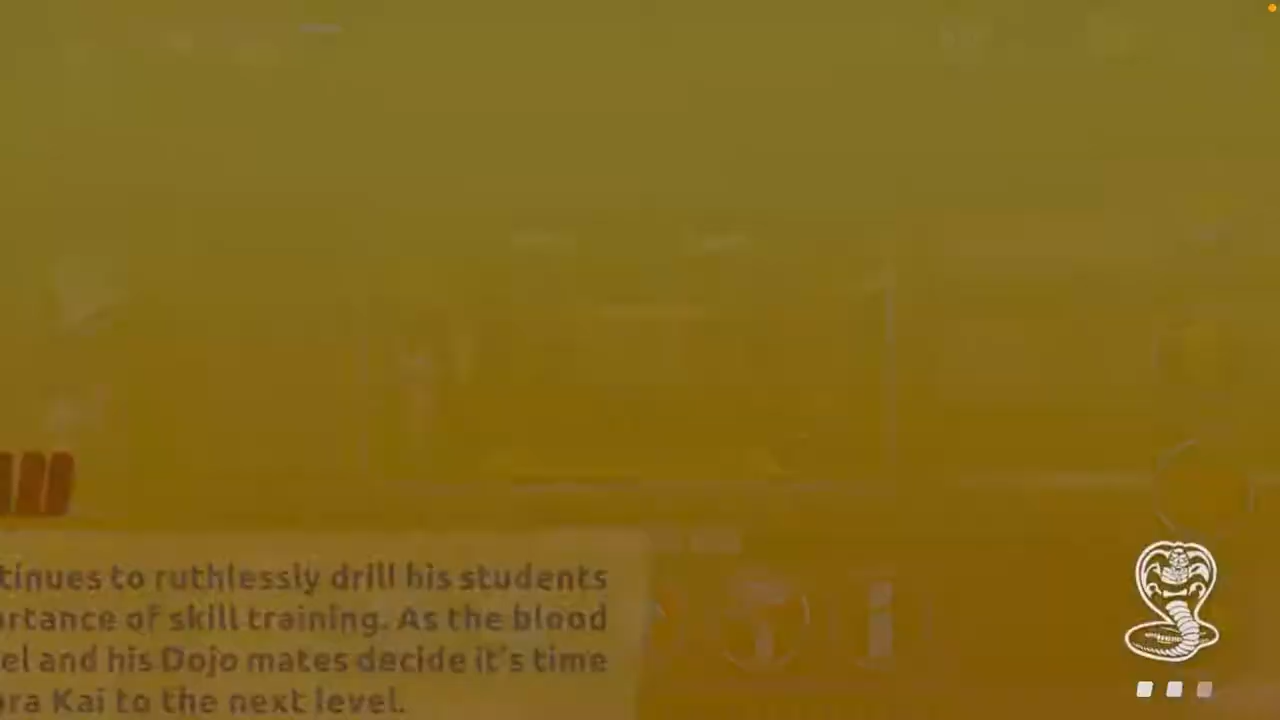 tinues to ruthlessly drill his students
rtance of skill training. As the blood
el and his Dojo mates decide it's time
ra Kai to the next level.